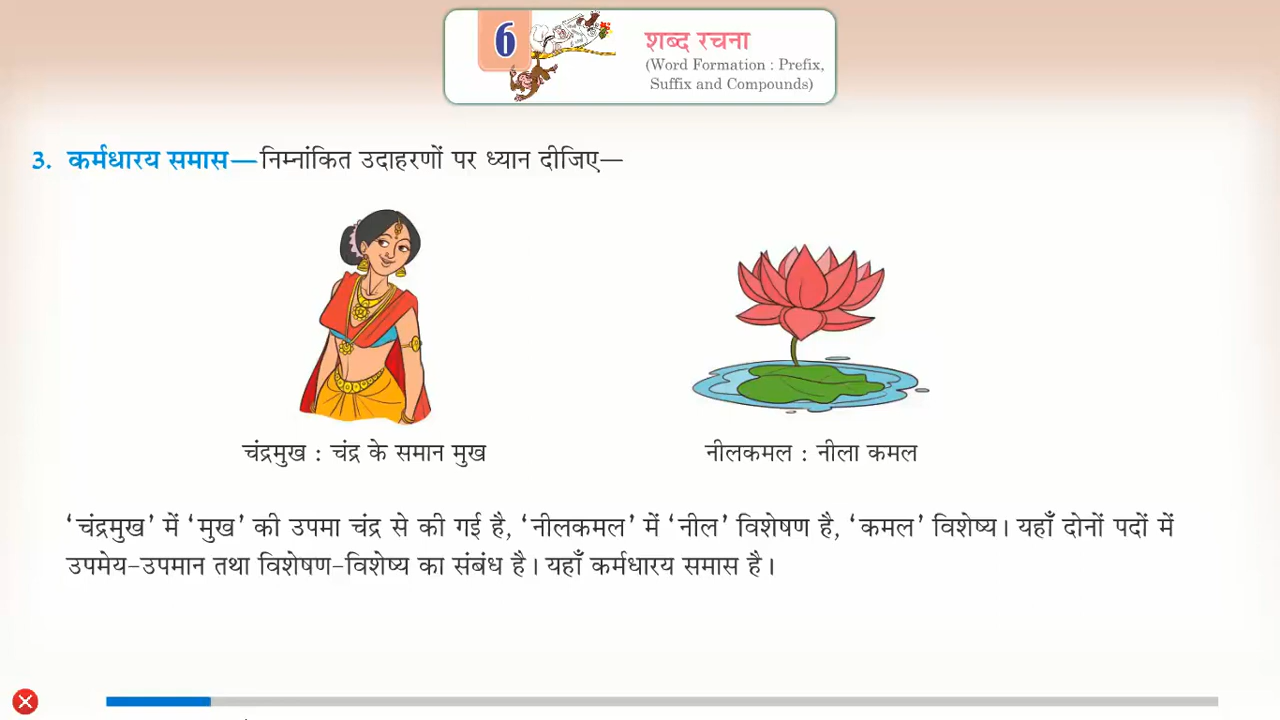 6
शब्द रचना
(Word Formation : Prefix,
Suffix and Compounds)
3. कर्मधारय समास—निम्नांकित उदाहरणों पर ध्यान दीजिए—
चंद्रमुख : चंद्र के समान मुख
नीलकमल : नीला कमल
‘चंद्रमुख’ में ‘मुख’ की उपमा चंद्र से की गई है, ‘नीलकमल’ में ‘नील’ विशेषण है, ‘कमल’ विशेष्य। यहाँ दोनों पदों में
उपमेय-उपमान तथा विशेषण-विशेष्य का संबंध है। यहाँ कर्मधारय समास है।